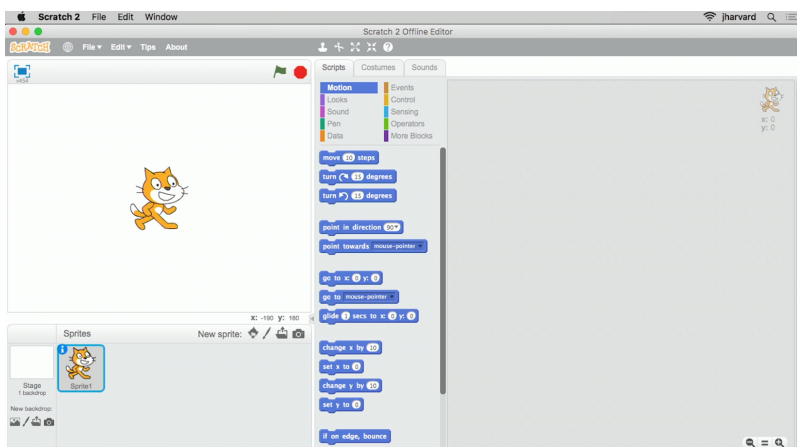 Scratch 2 File Edit Window jharvard
Scratch 2 Offline Editor
SCRATCH File Edit Tips About
v454
Scripts Costumes Sounds
Motion Events
Looks Control
Sound Sensing
Pen Operators
Data More Blocks
x: 0
y: 0
move 10 steps
turn 15 degrees
turn 15 degrees
point in direction 90
point towards mouse-pointer
go to x: 0 y: 0
go to mouse-pointer
glide 1 secs to x: 0 y: 0
change x by 10
set x to 0
change y by 10
set y to 0
if on edge, bounce
X: -190 Y: 180
Sprites New sprite:
Stage
1 backdrop
Sprite1
New backdrop: